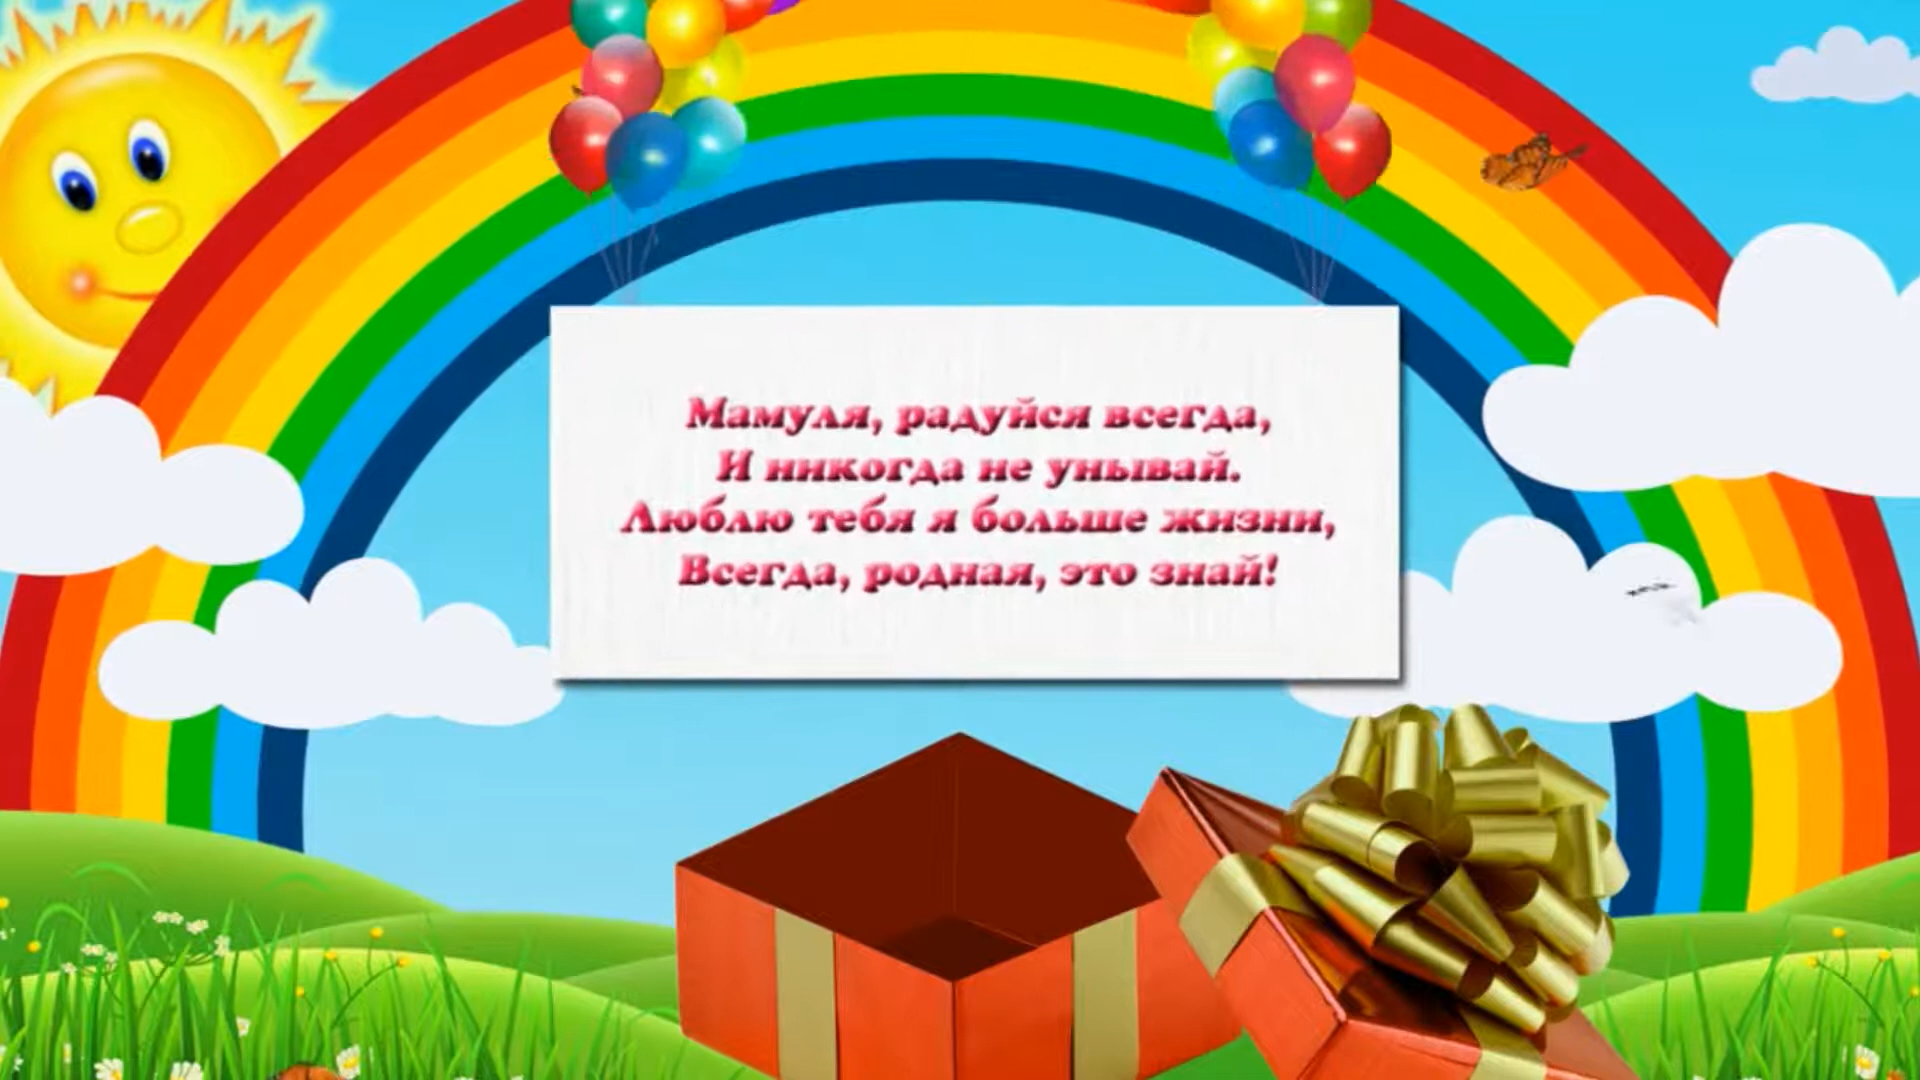 Мамуля, радуйся всегда,
И никогда не унывай.
Люблю тебя я больше жизни,
Всегда, родная, это знай!